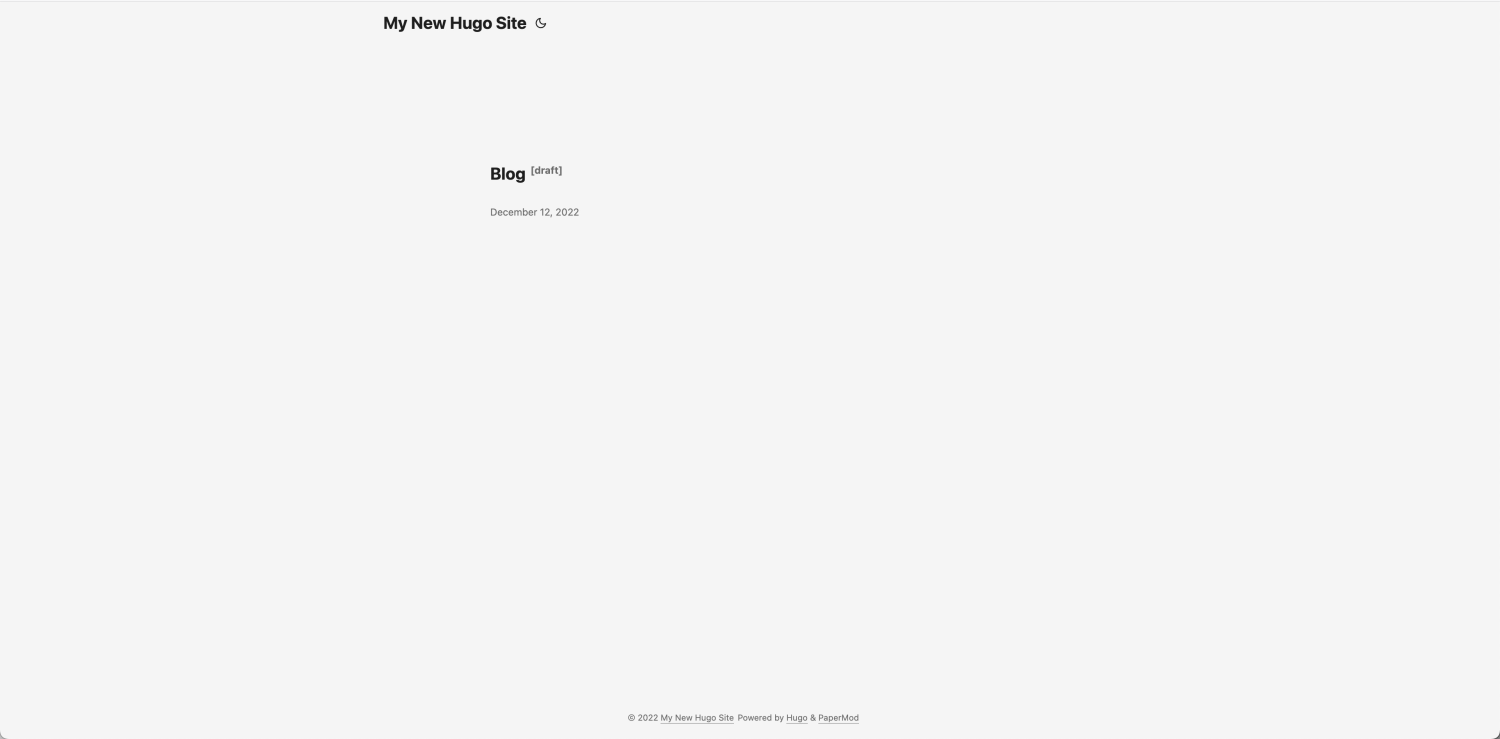 My New Hugo Site
Blog [draft]
December 12, 2022
© 2022 My New Hugo Site Powered by Hugo & PaperMod